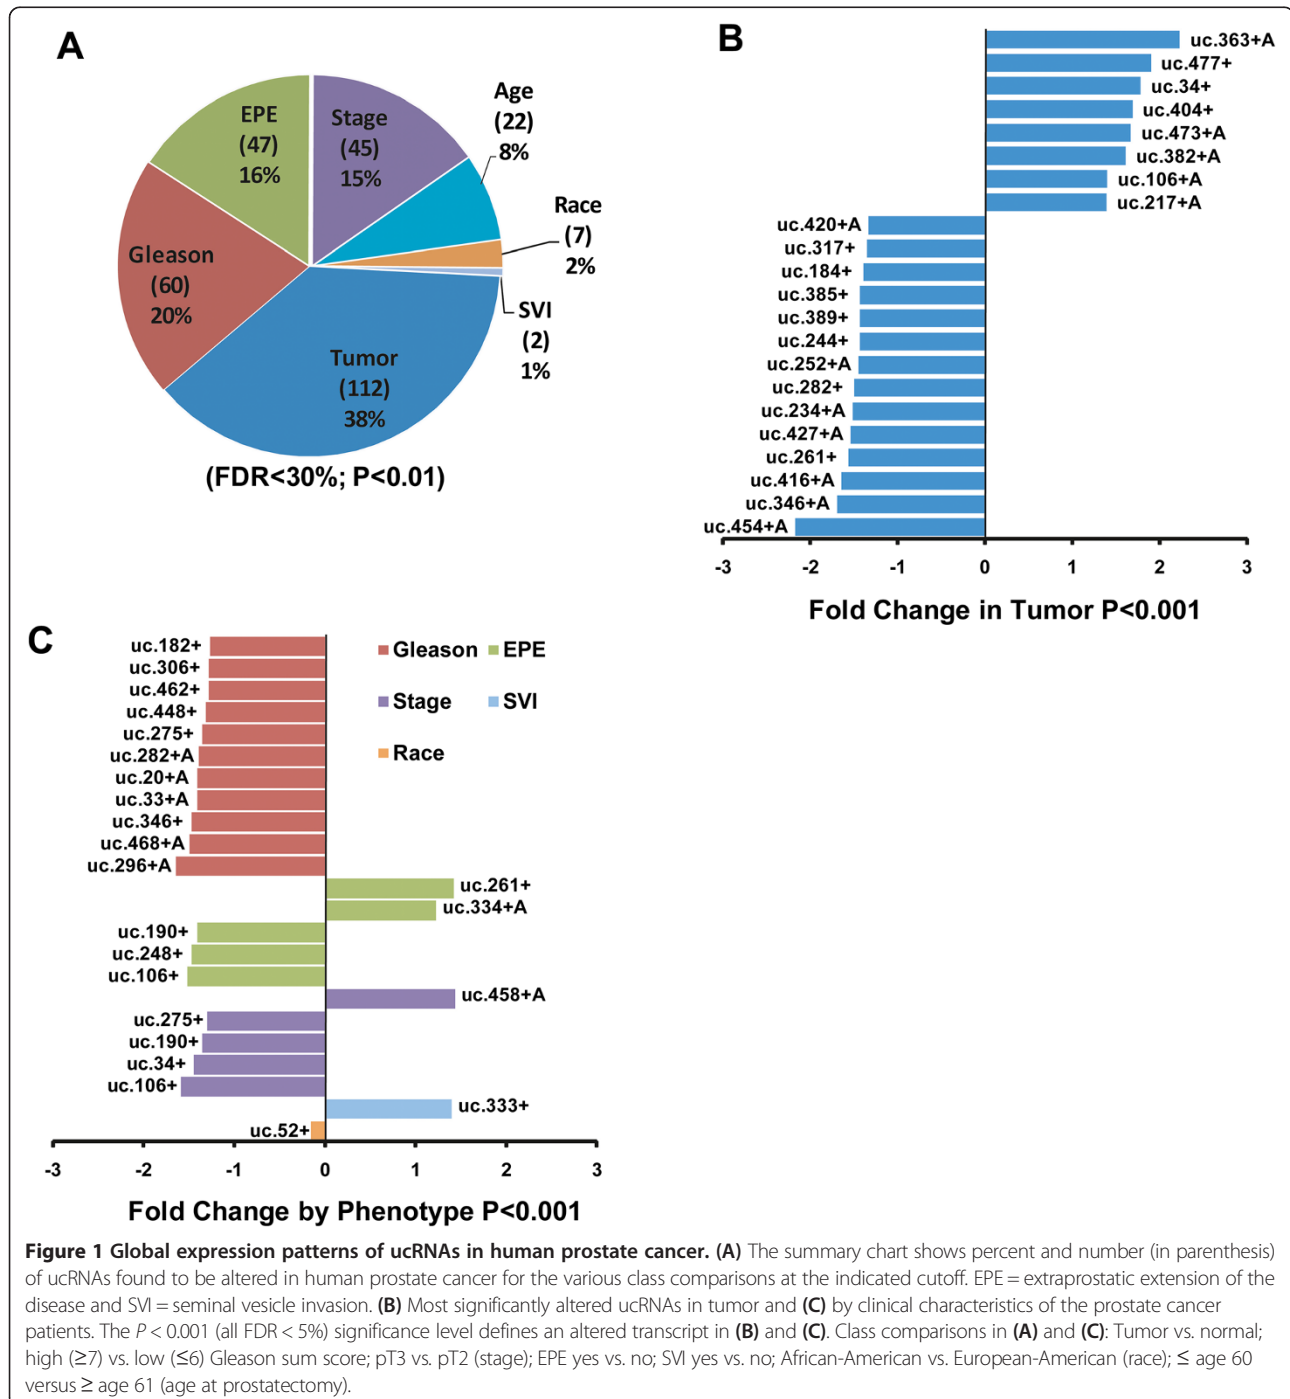 A
EPE
(47)
16%
Stage
(45)
15%
Age
(22)
8%
Race
(7)
2%
SVI
(2)
1%
Gleason
(60)
20%
Tumor
(112)
38%
(FDR<30%; P<0.01)
B
uc.363+A
uc.477+
uc.34+
uc.404+
uc.473+A
uc.382+A
uc.106+A
uc.217+A
uc.420+A
uc.317+
uc.184+
uc.385+
uc.389+
uc.244+
uc.252+A
uc.282+
uc.234+A
uc.427+A
uc.261+
uc.416+A
uc.346+A
uc.454+A
-3 -2 -1 0 1 2 3
Fold Change in Tumor P<0.001
C
Gleason EPE
Stage SVI
Race
uc.182+
uc.306+
uc.462+
uc.448+
uc.275+
uc.282+A
uc.20+A
uc.33+A
uc.346+
uc.468+A
uc.296+A
uc.261+
uc.334+A
uc.190+
uc.248+
uc.106+
uc.458+A
uc.275+
uc.190+
uc.34+
uc.106+
uc.333+
uc.52+
-3 -2 -1 0 1 2 3
Fold Change by Phenotype P<0.001
Figure 1 Global expression patterns of ucRNAs in human prostate cancer. (A) The summary chart shows percent and number (in parenthesis)
of ucRNAs found to be altered in human prostate cancer for the various class comparisons at the indicated cutoff. EPE = extraprostatic extension of the
disease and SVI = seminal vesicle invasion. (B) Most significantly altered ucRNAs in tumor and (C) by clinical characteristics of the prostate cancer
patients. The P < 0.001 (all FDR < 5%) significance level defines an altered transcript in (B) and (C). Class comparisons in (A) and (C): Tumor vs. normal;
high (≥7) vs. low (≤6) Gleason sum score; pT3 vs. pT2 (stage); EPE yes vs. no; SVI yes vs. no; African-American vs. European-American (race); ≤ age 60
versus ≥ age 61 (age at prostatectomy).